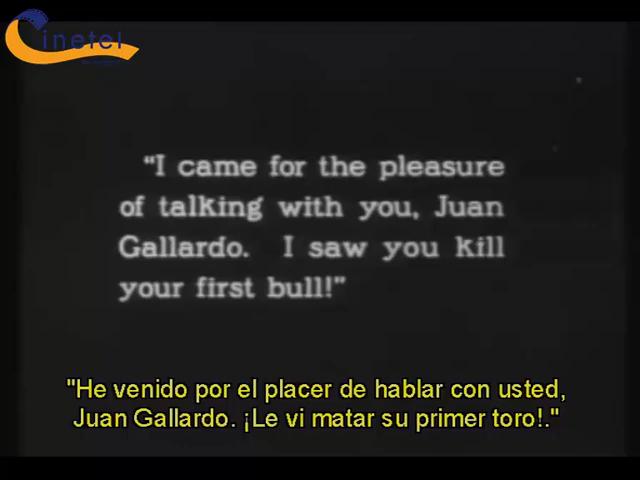 Cinetel
"I came for the pleasure
of talking with you, Juan
Gallardo. I saw you kill
your first bull!"
"He venido por el placer de hablar con usted,
Juan Gallardo. ¡Le vi matar su primer toro!."